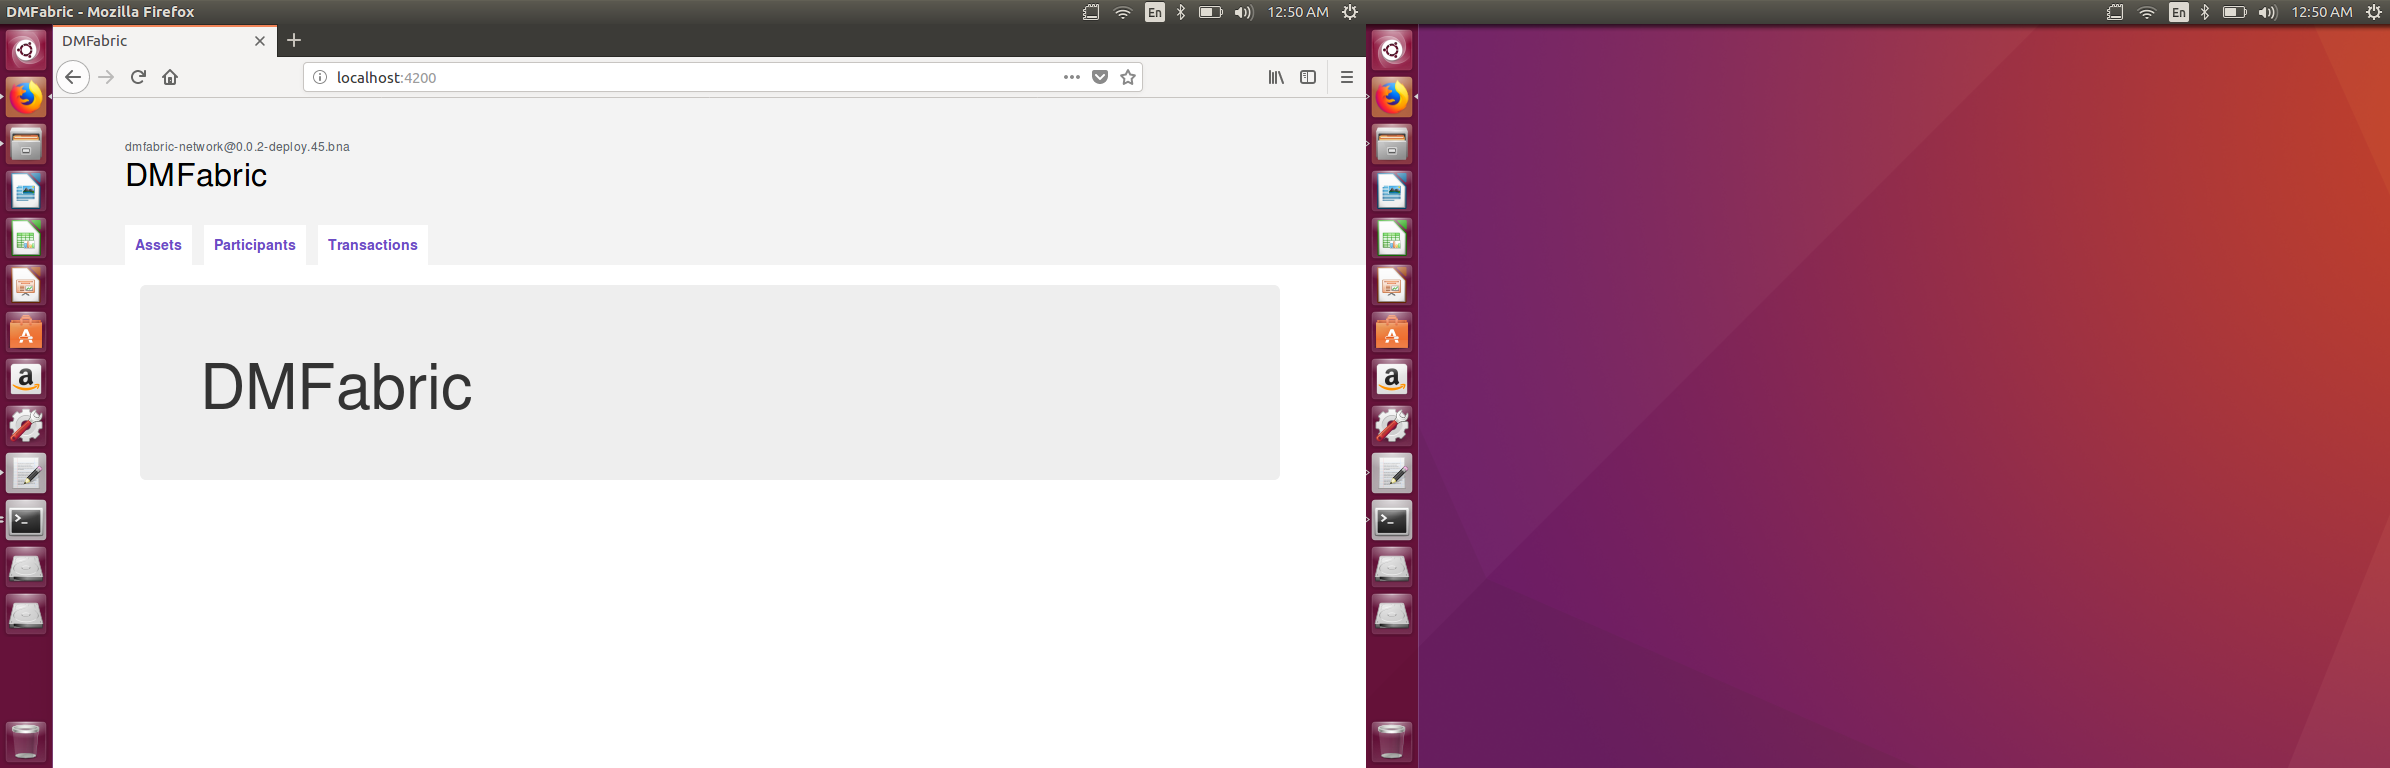 DMFabric - Mozilla Firefox
En
12:50 AM
En
12:50 AM
DMFabric
localhost:4200
dmfabric-network@0.0.2-deploy.45.bna
DMFabric
Assets
Participants
Transactions
DMFabric